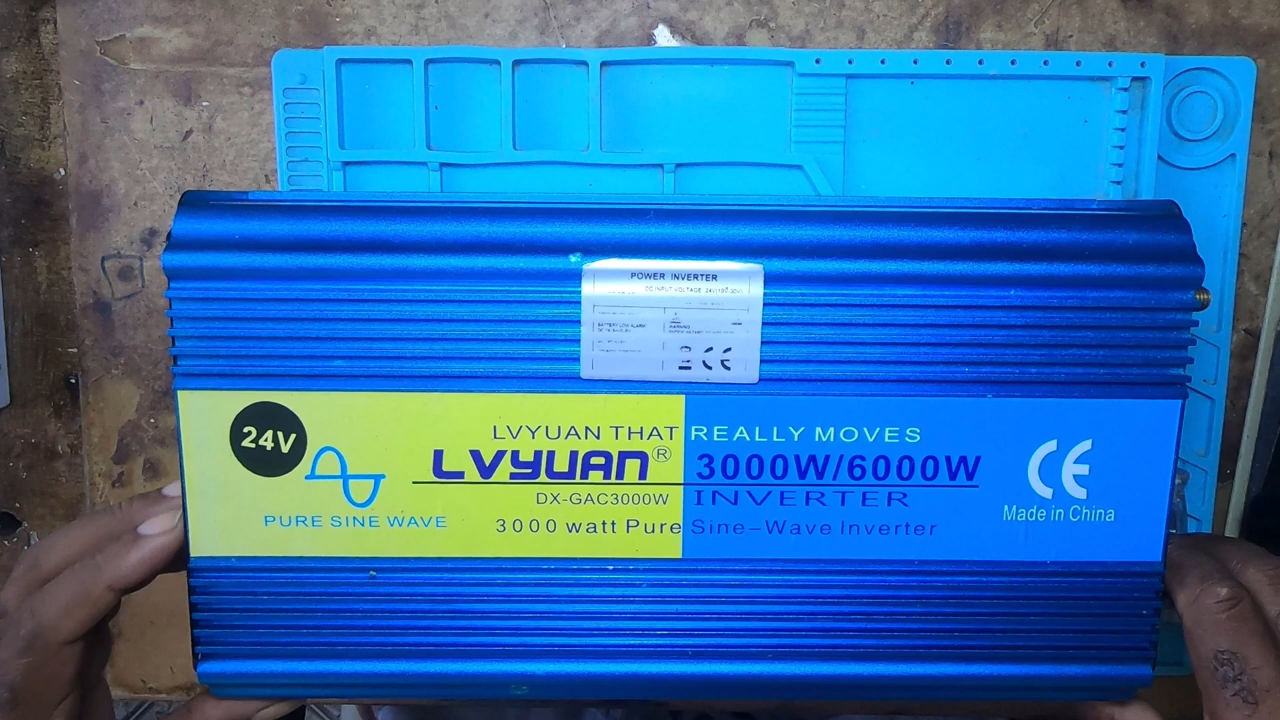 POWER INVERTER
DC INPUT VOLTAGE 24V
BATTERY LOW ALARM
WARNING
CE
24V
PURE SINE WAVE
LVYUAN THAT REALLY MOVES
LVYUAN® 3000W/6000W
DX-GAC3000W INVERTER
3000 watt Pure Sine-Wave Inverter
CE
Made in China